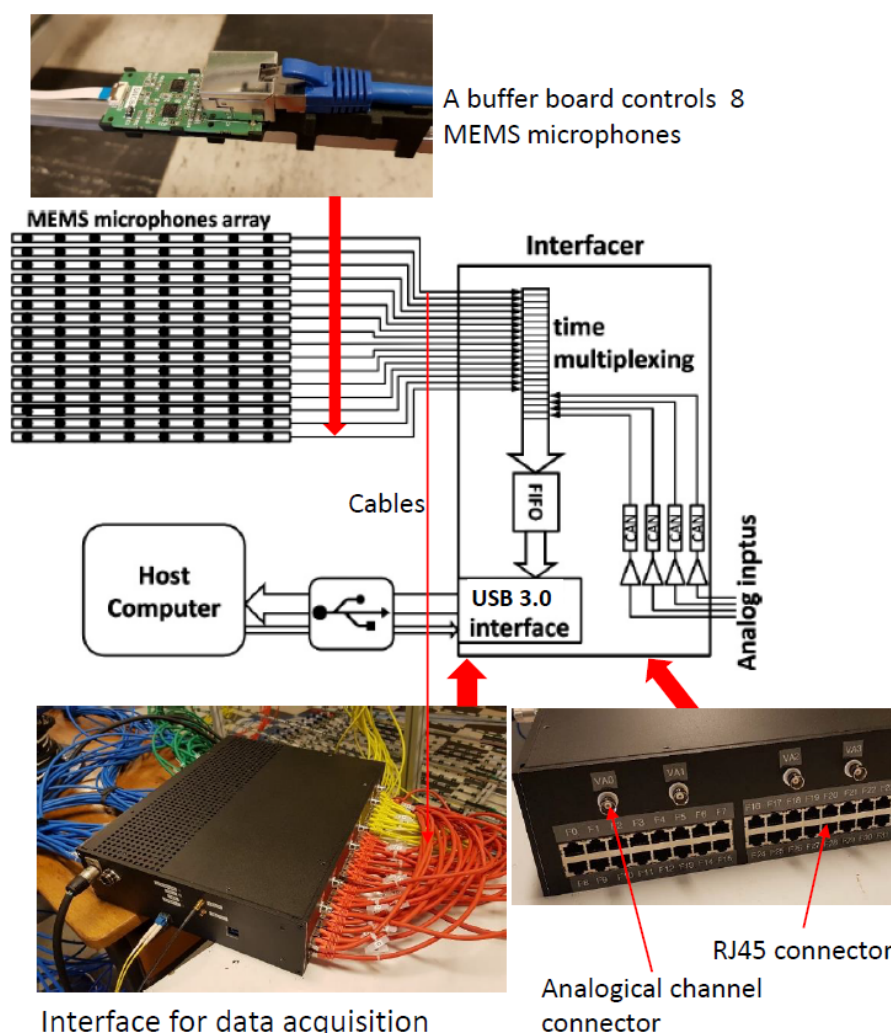 A buffer board controls 8
MEMS microphones
MEMS microphones array
Interfacer
time
multiplexing
Cables
FIFO
CAN
CAN
CAN
CAN
Analog inptus
Host
Computer
USB 3.0
interface
VA0
VA1
VA2
VA3
F0 F1 F2 F3 F4 F5 F6 F7
F16 F17 F18 F19 F20 F21 F22
F8 F9 F10 F11 F12 F13 F14 F15
F24 F25 F26 F27 F28 F29 F30
RJ45 connector
Analogical channel
connector
Interface for data acquisition